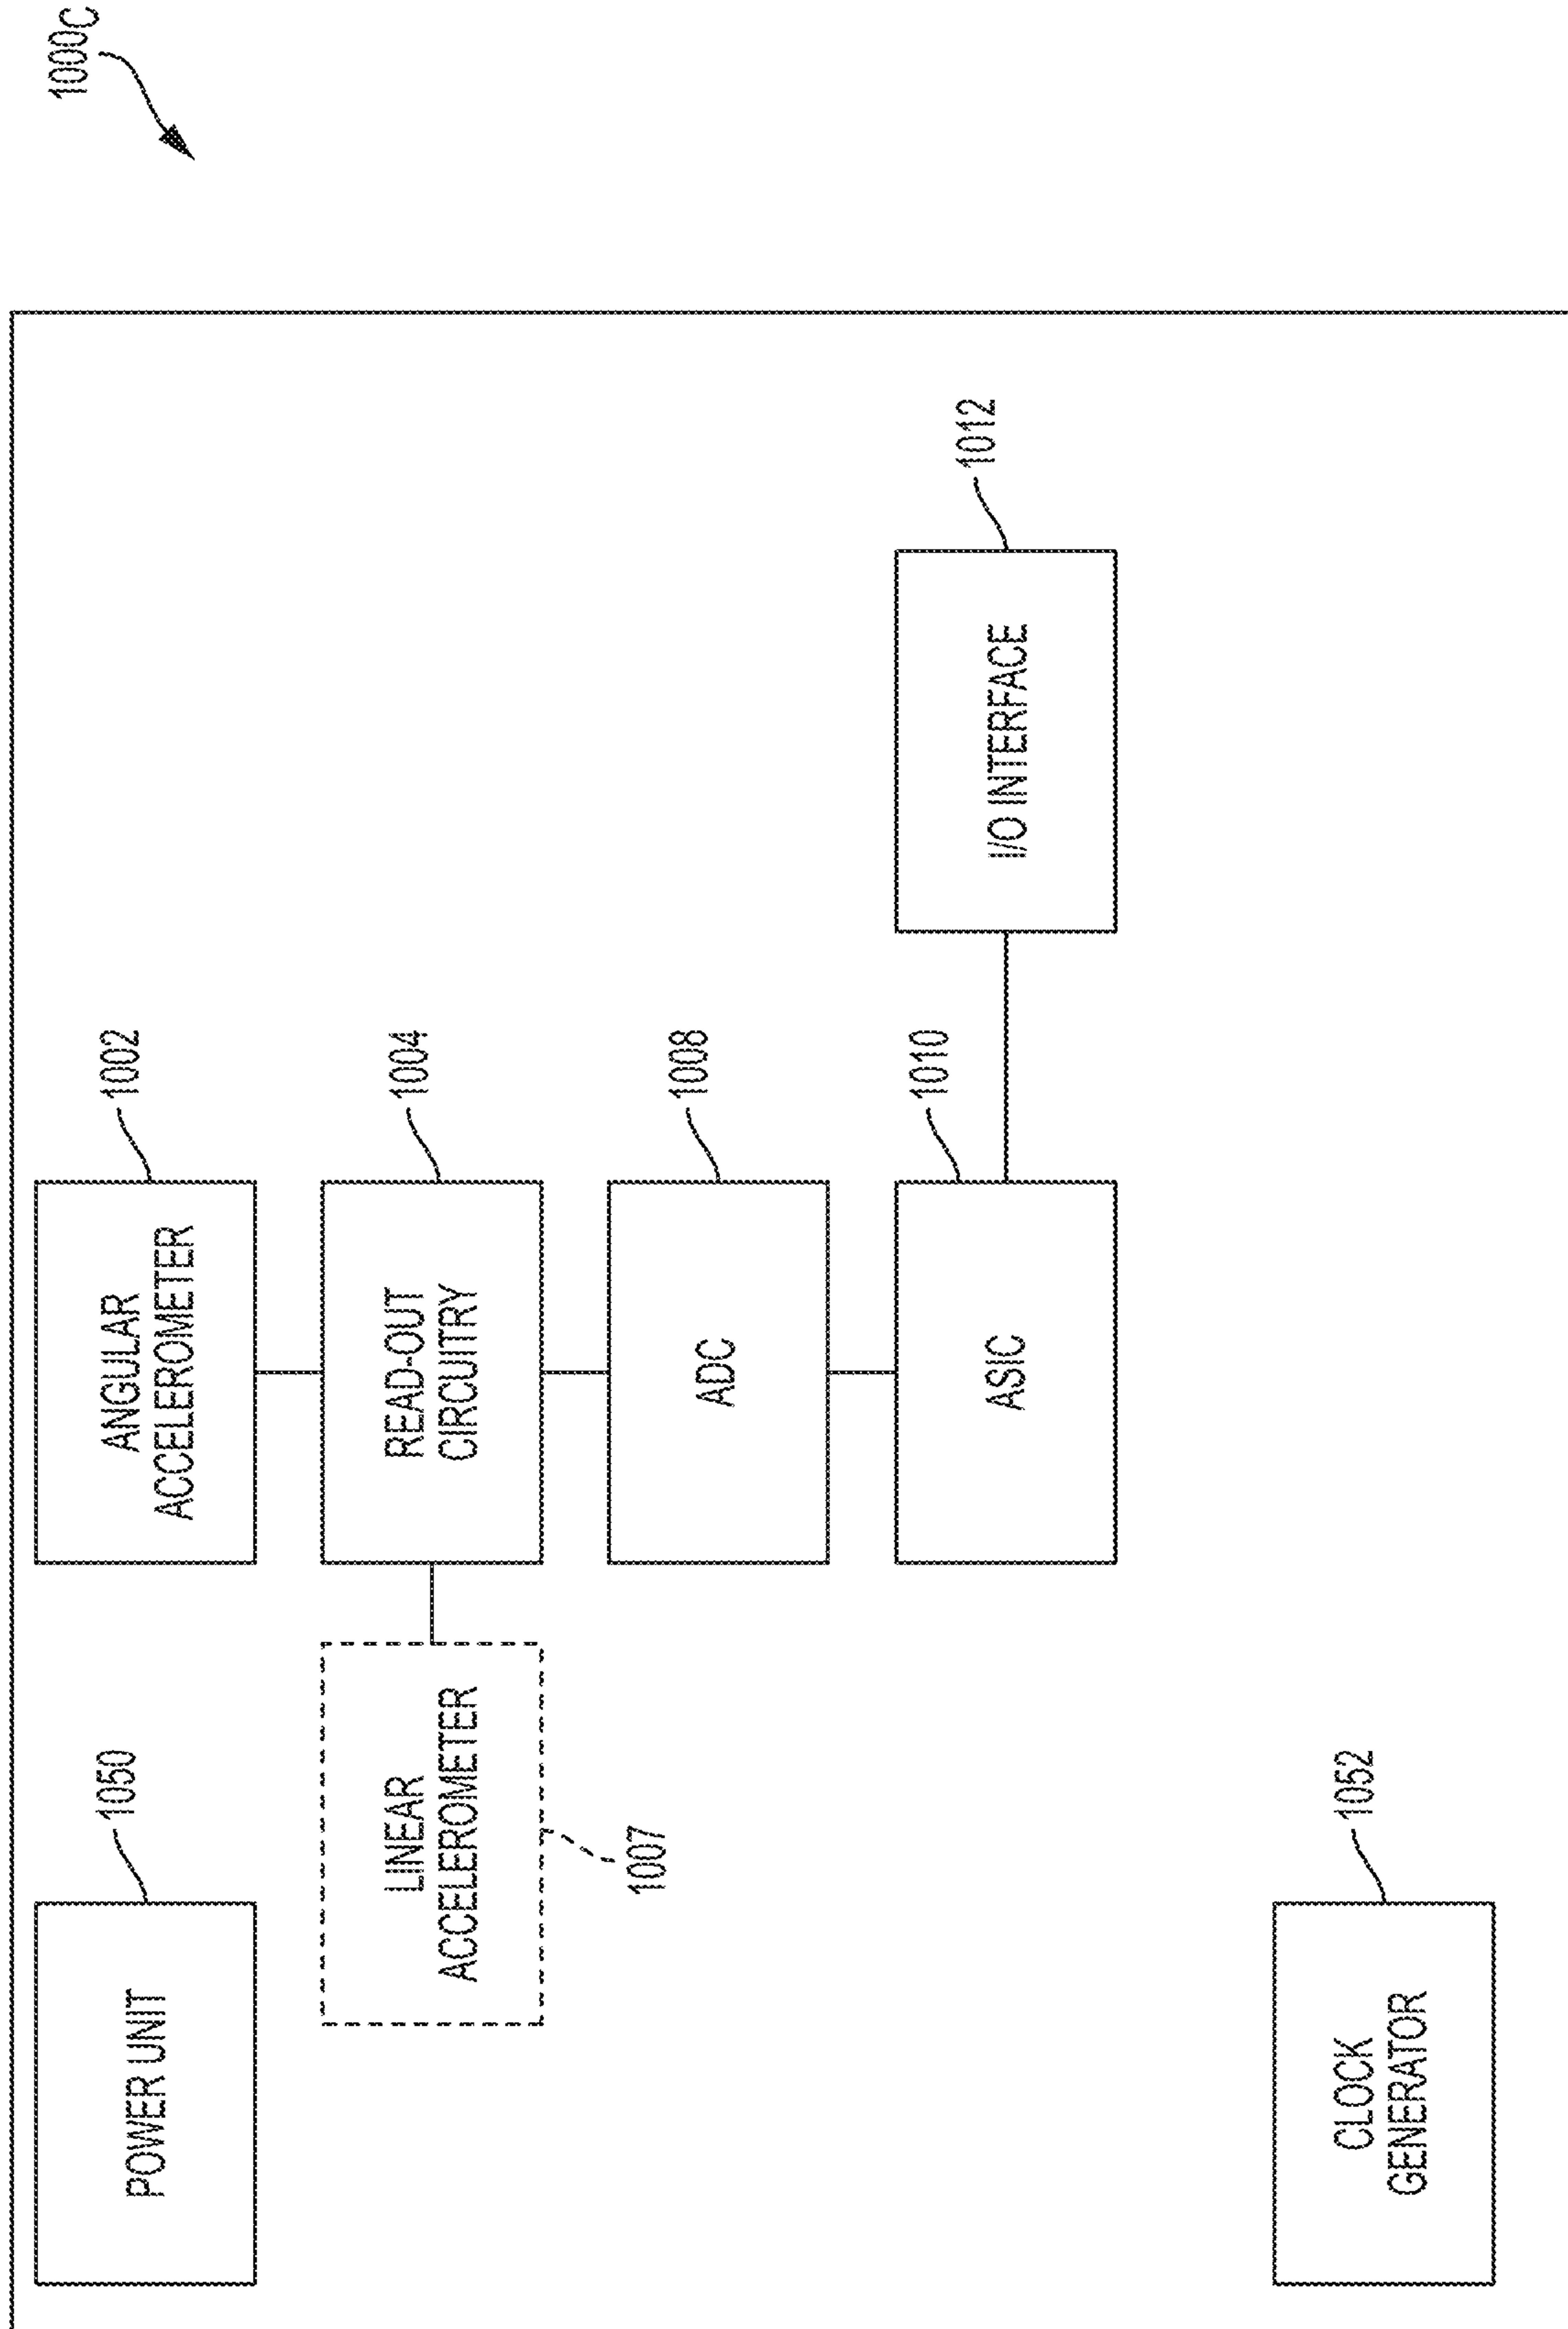 1000C
POWER UNIT
1050
ANGULAR
ACCELEROMETER
1002
LINEAR
ACCELEROMETER
1007
READ-OUT
CIRCUITRY
1004
ADC
1008
ASIC
1010
I/O INTERFACE
1012
CLOCK
GENERATOR
1052